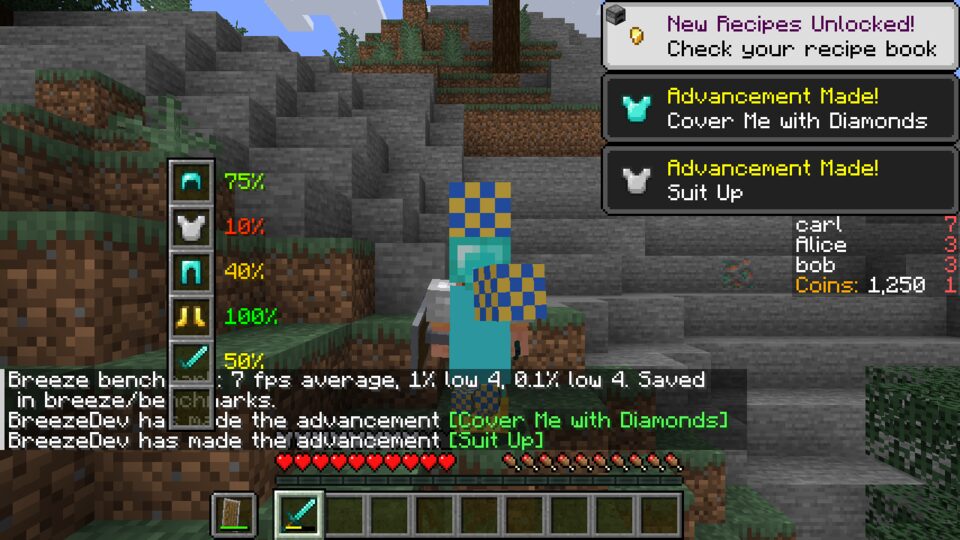 New Recipes Unlocked!
Check your recipe book
Advancement Made!
Cover Me with Diamonds
Advancement Made!
Suit Up
carl 7
Alice 3
bob 3
Coins: 1,250 1
75%
10%
40%
100%
50%
Breeze : 7 fps average, 1% low 4, 0.1% low 4. Saved
in breeze/benchmarks.
BreezeDev has made the advancement [Cover Me with Diamonds]
BreezeDev has made the advancement [Suit Up]